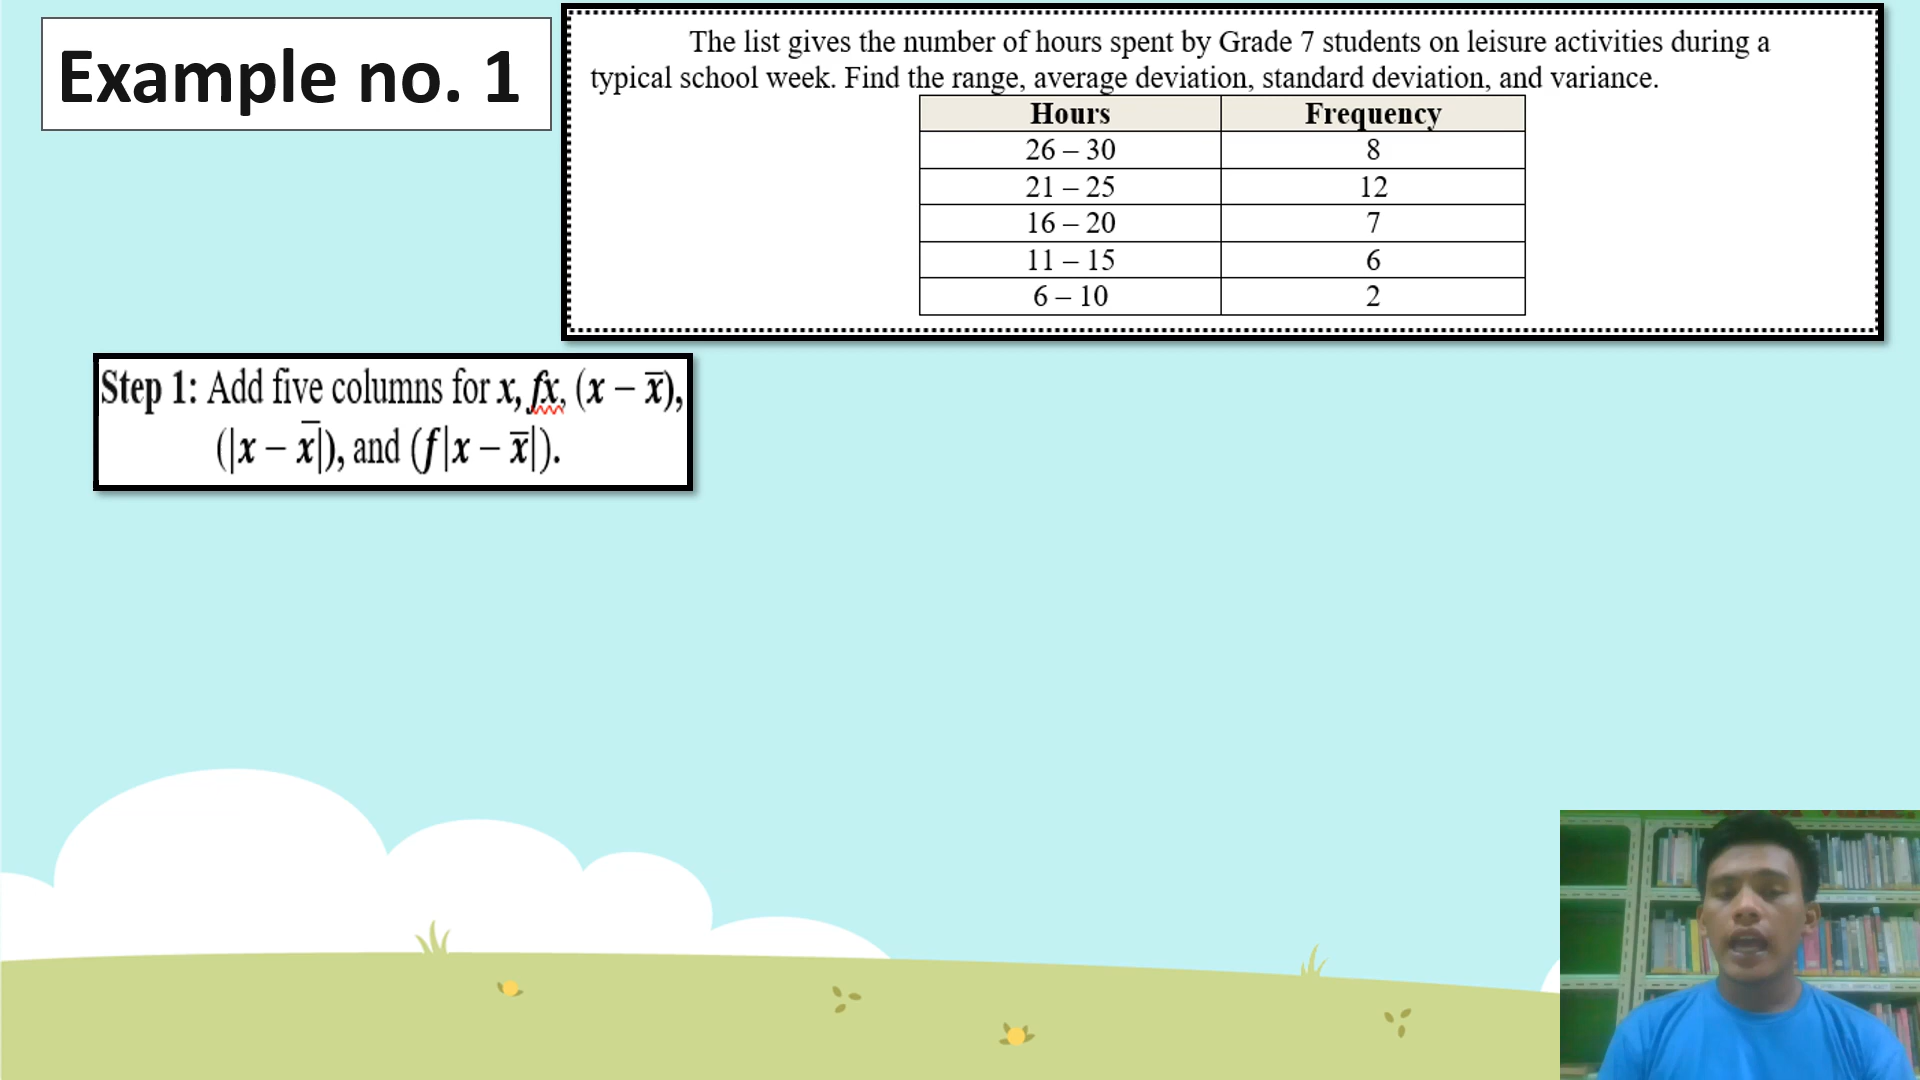 Example no. 1
The list gives the number of hours spent by Grade 7 students on leisure activities during a
typical school week. Find the range, average deviation, standard deviation, and variance.
Hours Frequency
26 – 30 8
21 – 25 12
16 – 20 7
11 – 15 6
6 – 10 2
Step 1: Add five columns for x, fx, (x – x̅),
(|x – x̅|), and (f|x – x̅|).